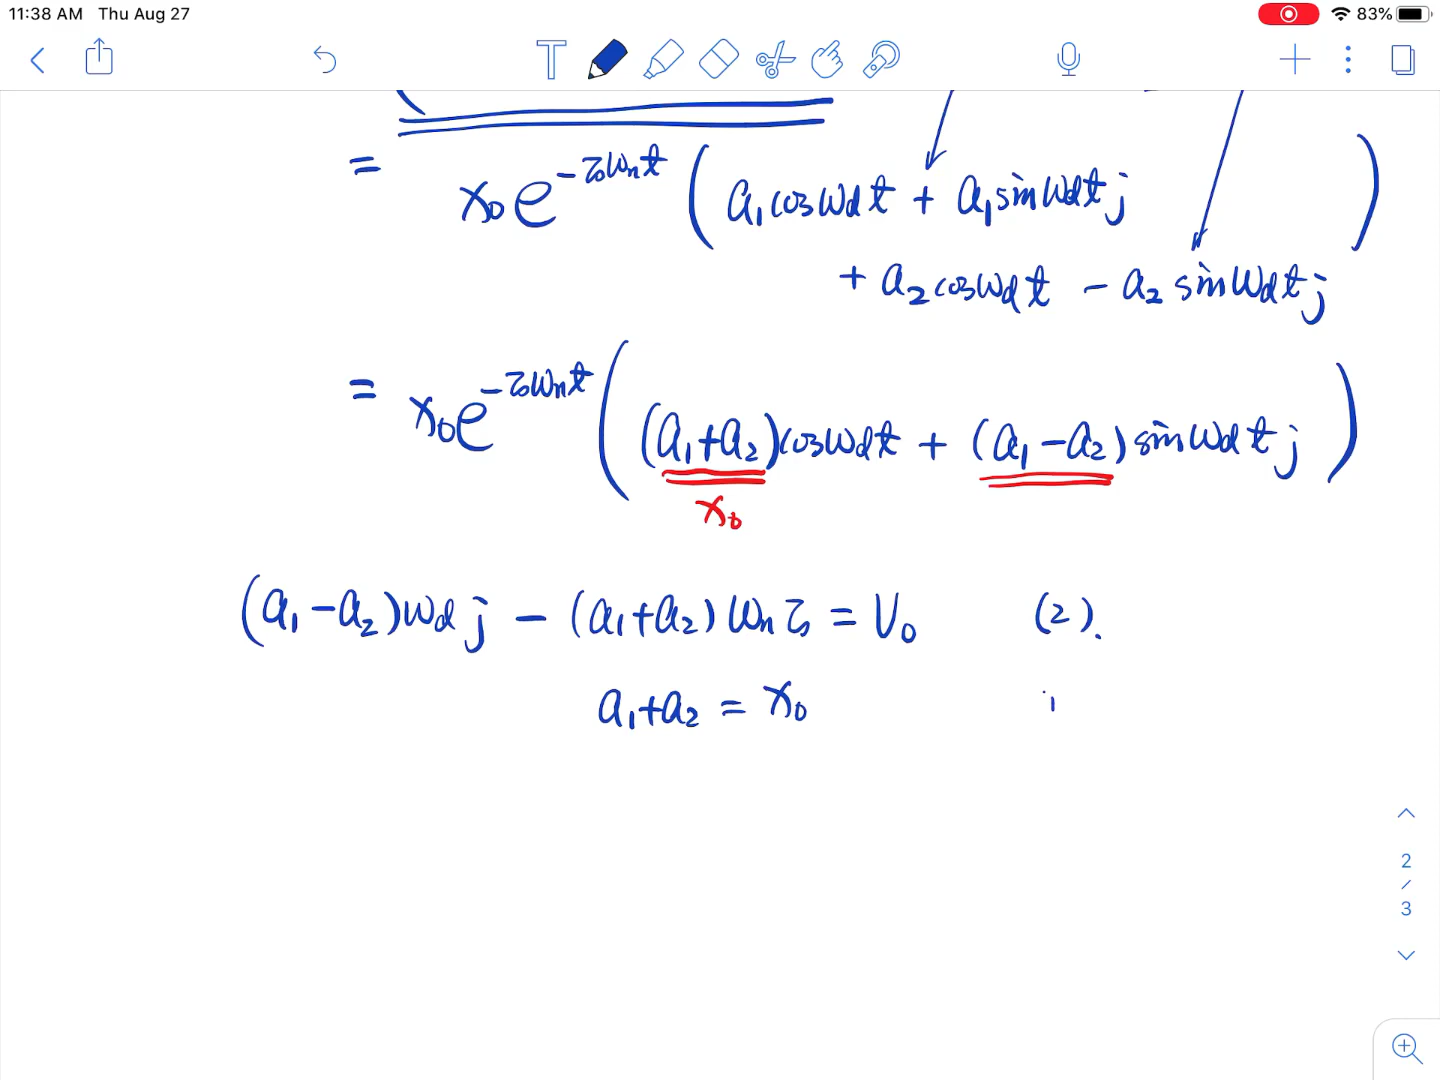 11:38 AM Thu Aug 27 83%
T
= x₀e^{-ζωₙt} ( a₁cosω_dt + a₁sinω_dt j
+ a₂cosω_dt - a₂ sinω_dt j )
= x₀e^{-ζωₙt} ( (a₁+a₂)cosω_dt + (a₁-a₂) sinω_dt j )
x₀
(a₁-a₂)ω_d j - (a₁+a₂) ωₙ ζ = V₀ (2).
a₁+a₂ = x₀
2
/
3